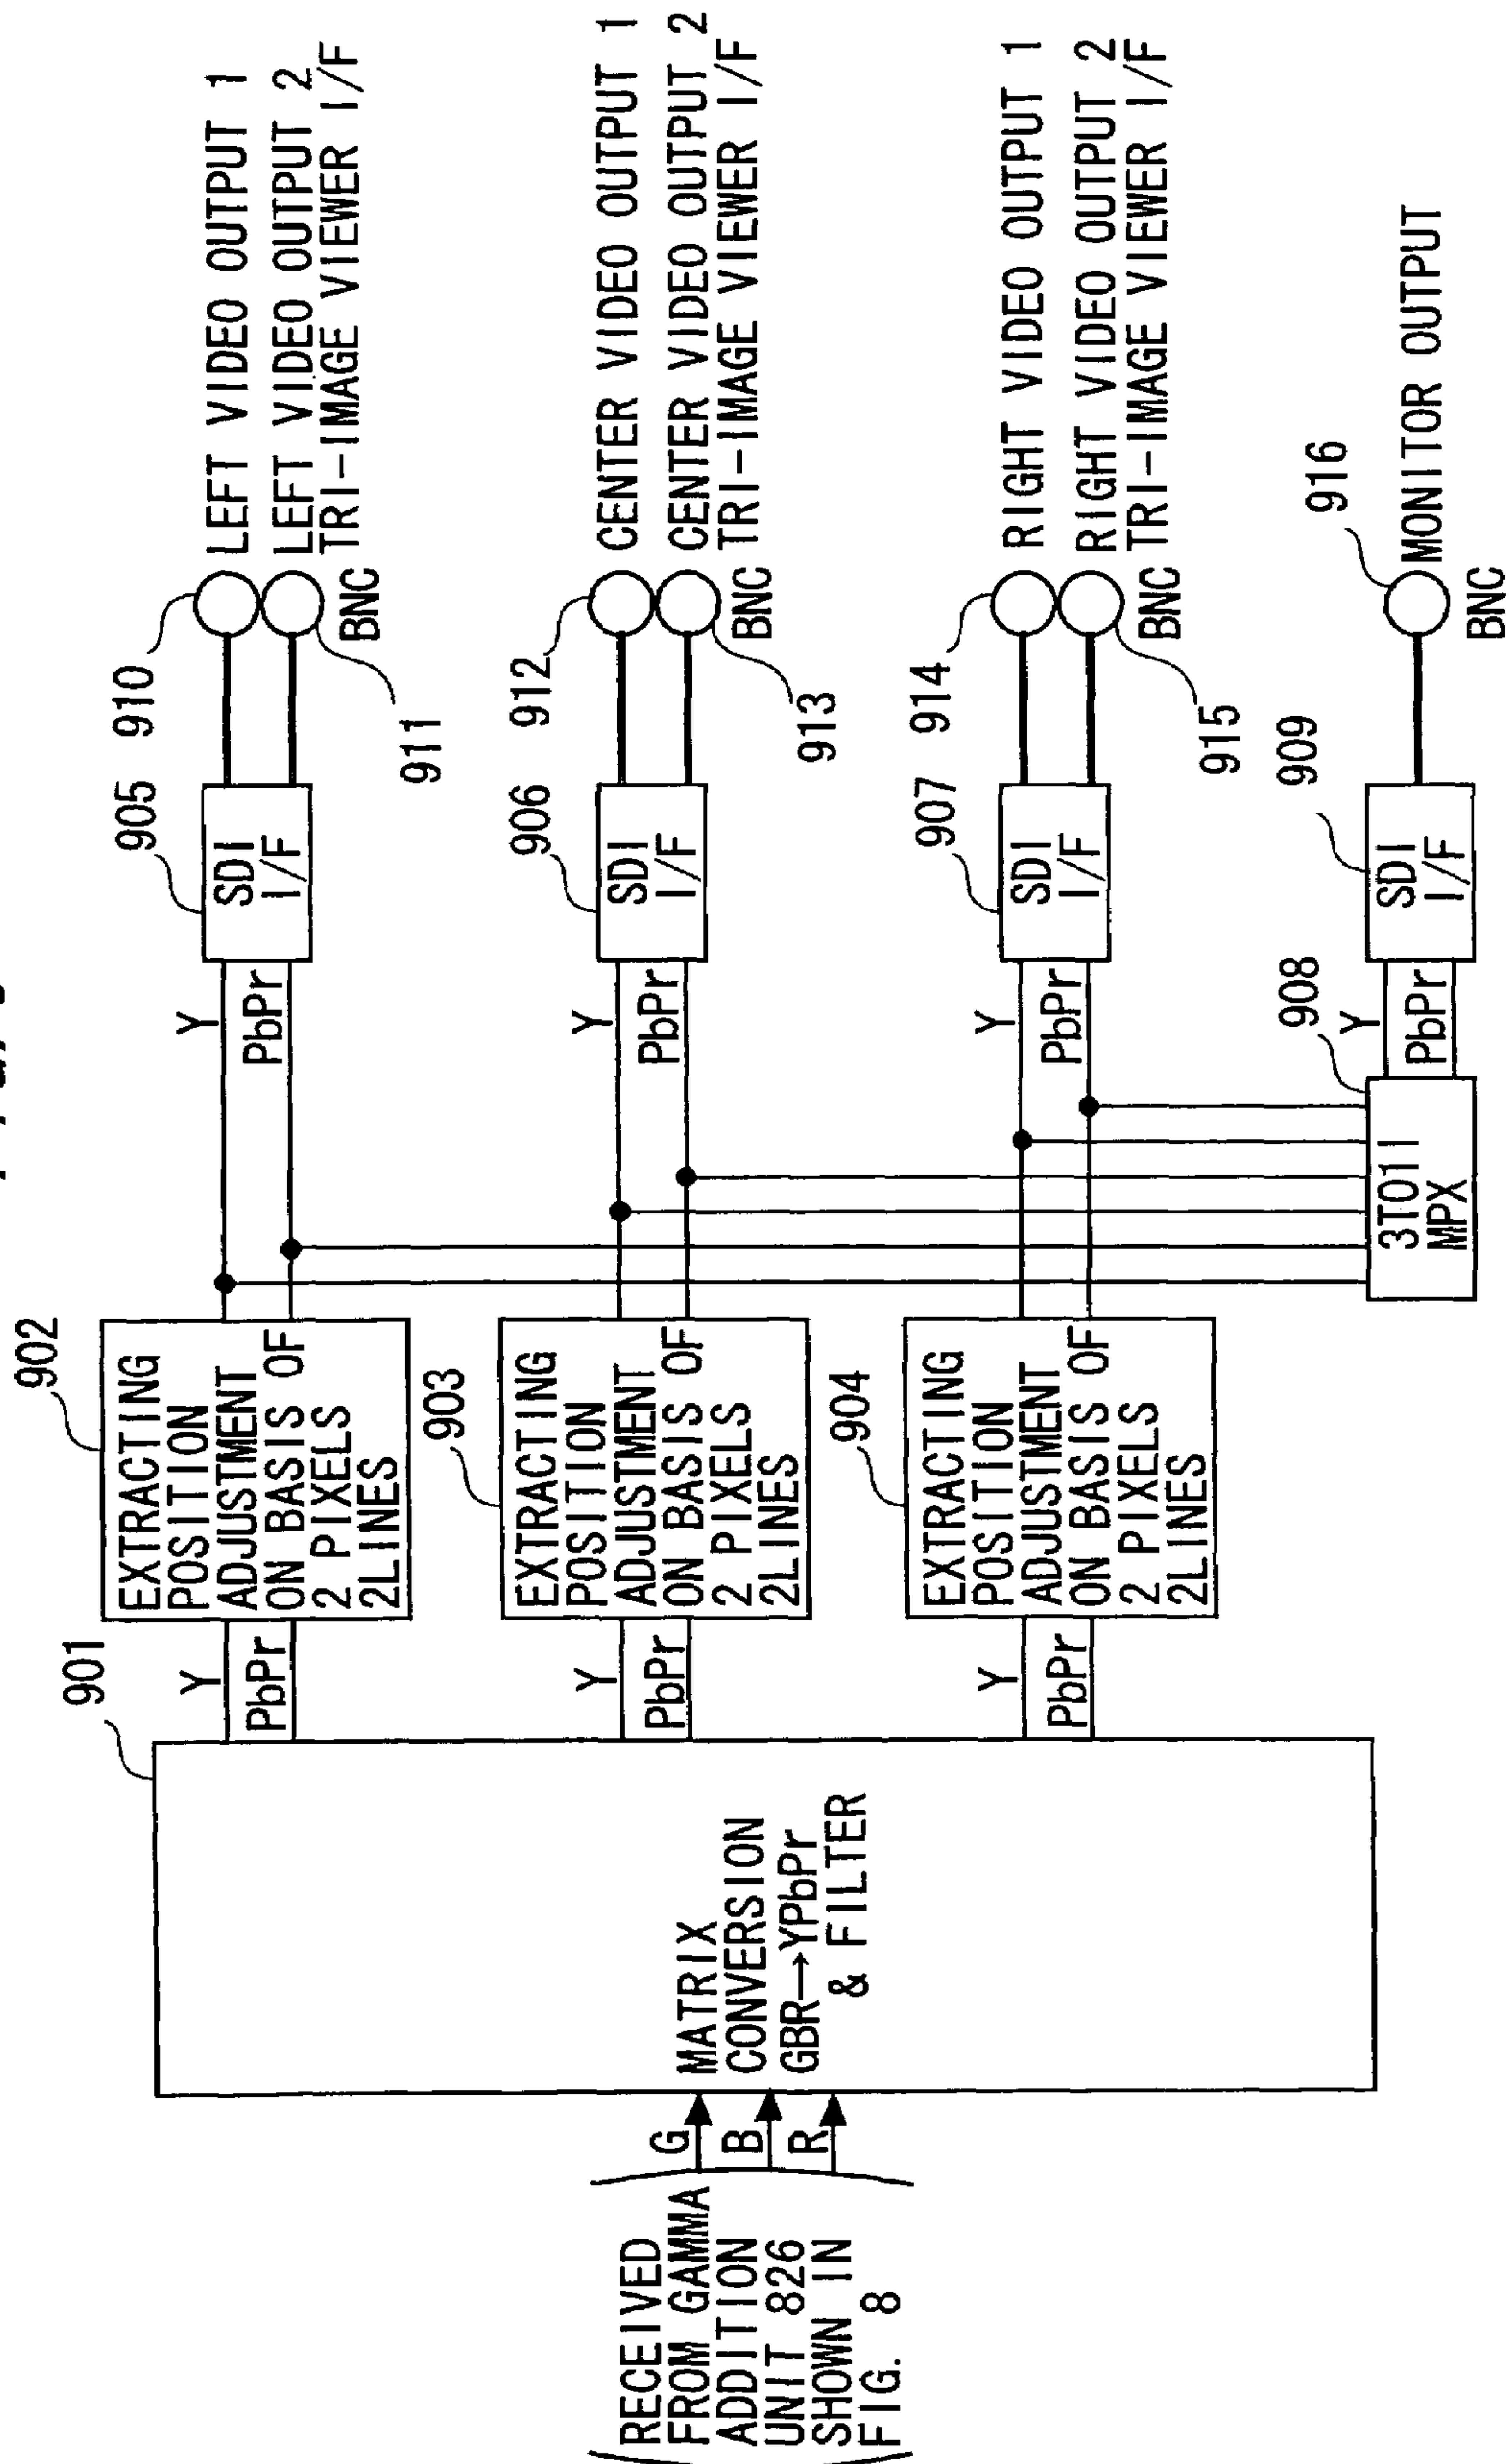 RECEIVED
FROM GAMMA
ADDITION
UNIT 826
SHOWN IN
FIG. 8
G
B
R
901
MATRIX
CONVERSION
GBR→YPbPr
& FILTER
Y
PbPr
Y
PbPr
Y
PbPr
902
EXTRACTING
POSITION
ADJUSTMENT
ON BASIS OF
2 PIXELS
2LINES
903
EXTRACTING
POSITION
ADJUSTMENT
ON BASIS OF
2 PIXELS
2LINES
904
EXTRACTING
POSITION
ADJUSTMENT
ON BASIS OF
2 PIXELS
2LINES
Y
PbPr
905
SDI
I/F
910
911
BNC
LEFT VIDEO OUTPUT 1
LEFT VIDEO OUTPUT 2
TRI-IMAGE VIEWER I/F
Y
PbPr
906
SDI
I/F
912
913
BNC
CENTER VIDEO OUTPUT 1
CENTER VIDEO OUTPUT 2
TRI-IMAGE VIEWER I/F
Y
PbPr
907
SDI
I/F
914
915
BNC
RIGHT VIDEO OUTPUT 1
RIGHT VIDEO OUTPUT 2
TRI-IMAGE VIEWER I/F
908
3TO11
MPX
Y
PbPr
909
SDI
I/F
916
BNC
MONITOR OUTPUT